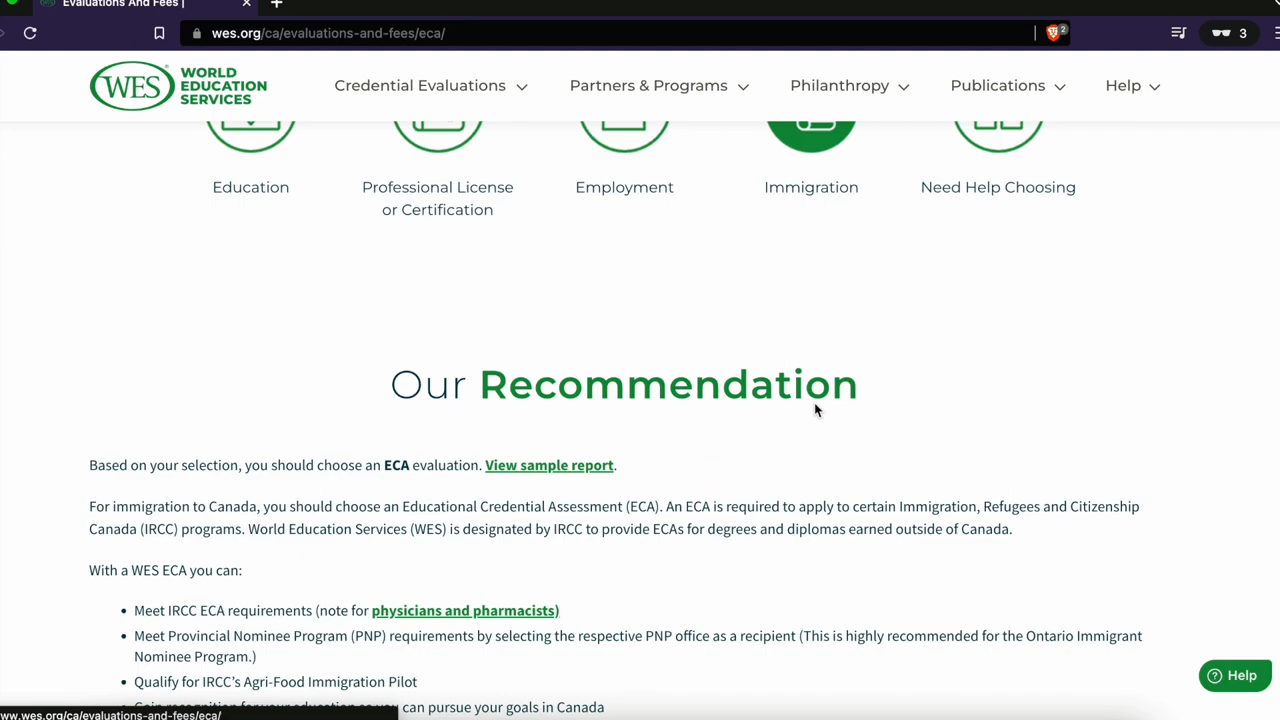 Evaluations And Fees |
wes.org/ca/evaluations-and-fees/eca/
2
3
WES
WORLD
EDUCATION
SERVICES
Credential Evaluations
Partners & Programs
Philanthropy
Publications
Help
Education
Professional License
or Certification
Employment
Immigration
Need Help Choosing
Our Recommendation
Based on your selection, you should choose an ECA evaluation. View sample report.
For immigration to Canada, you should choose an Educational Credential Assessment (ECA). An ECA is required to apply to certain Immigration, Refugees and Citizenship
Canada (IRCC) programs. World Education Services (WES) is designated by IRCC to provide ECAs for degrees and diplomas earned outside of Canada.
With a WES ECA you can:
• Meet IRCC ECA requirements (note for physicians and pharmacists)
• Meet Provincial Nominee Program (PNP) requirements by selecting the respective PNP office as a recipient (This is highly recommended for the Ontario Immigrant
Nominee Program.)
• Qualify for IRCC's Agri-Food Immigration Pilot
Gain recognition for your education so you can pursue your goals in Canada
Help
ww.wes.org/ca/evaluations-and-fees/eca/